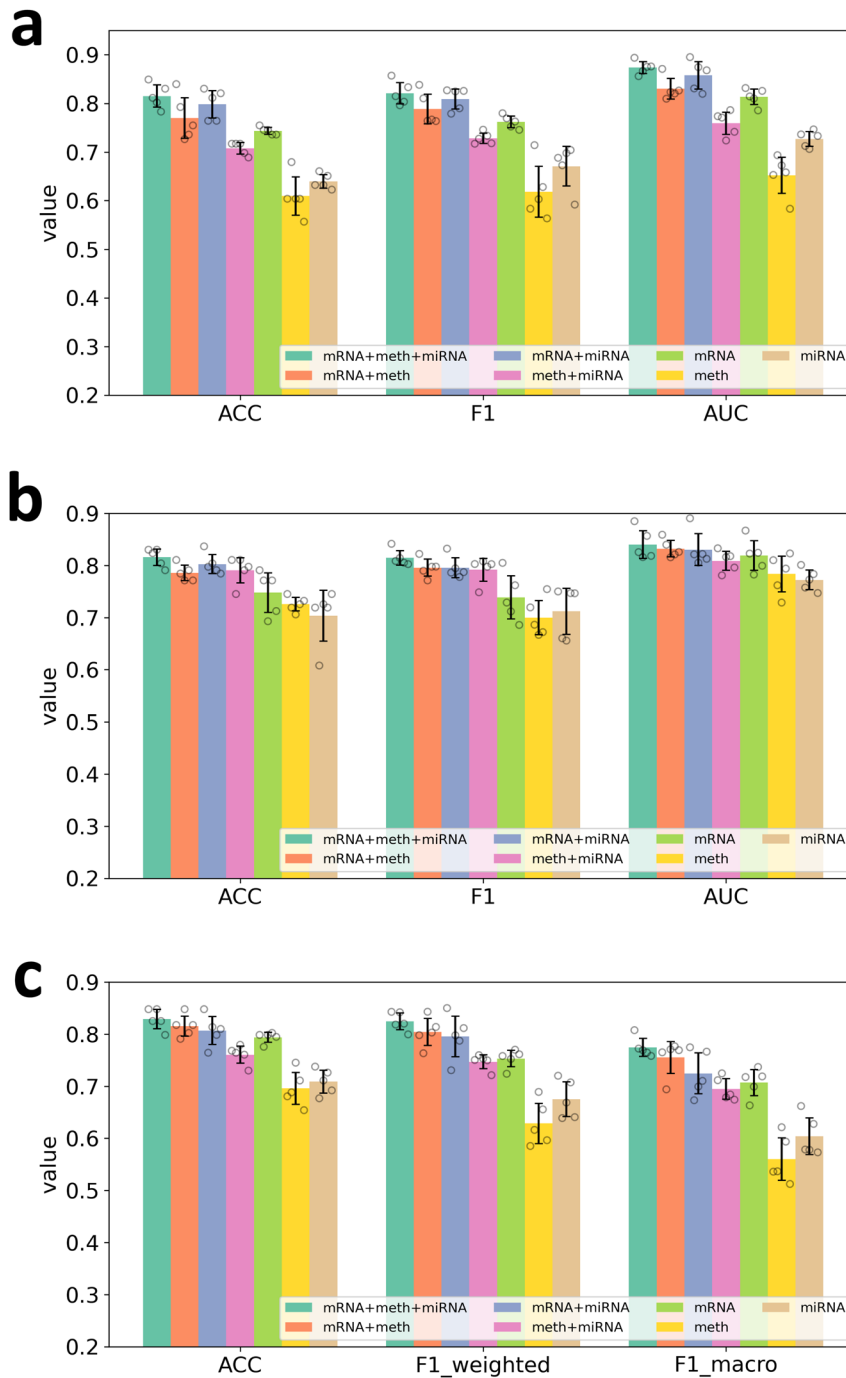 a
0.9
0.8
0.7
0.6
0.5
0.4
0.3
0.2
value
mRNA+meth+miRNA mRNA+miRNA mRNA miRNA
mRNA+meth meth+miRNA meth
ACC F1 AUC
b
0.9
0.8
0.7
0.6
0.5
0.4
0.3
0.2
value
mRNA+meth+miRNA mRNA+miRNA mRNA miRNA
mRNA+meth meth+miRNA meth
ACC F1 AUC
c
0.9
0.8
0.7
0.6
0.5
0.4
0.3
0.2
value
mRNA+meth+miRNA mRNA+miRNA mRNA miRNA
mRNA+meth meth+miRNA meth
ACC F1_weighted F1_macro